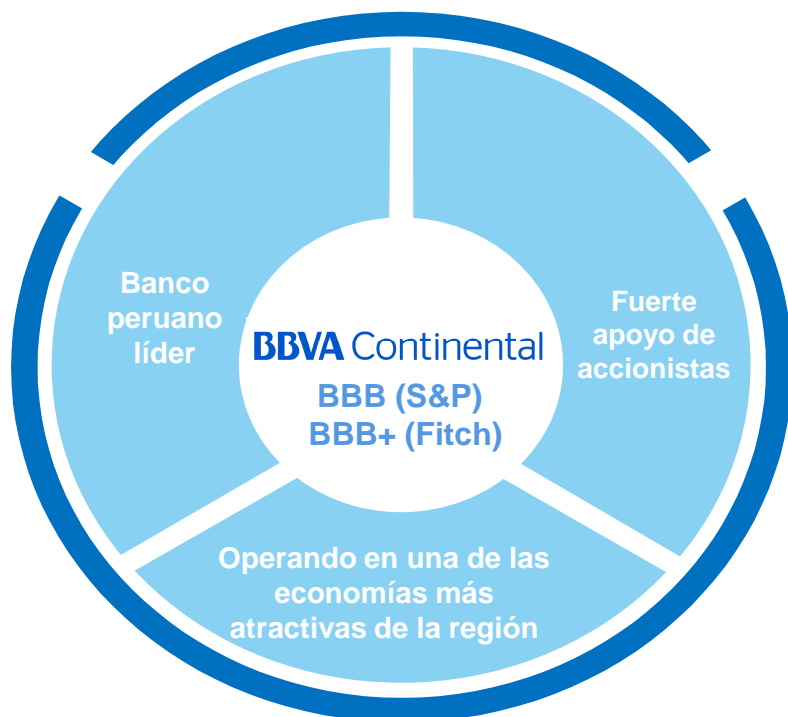 Banco
peruano
líder
Fuerte
apoyo de
accionistas
BBVA Continental
BBB (S&P)
BBB+ (Fitch)
Operando en una de las
economías más
atractivas de la región